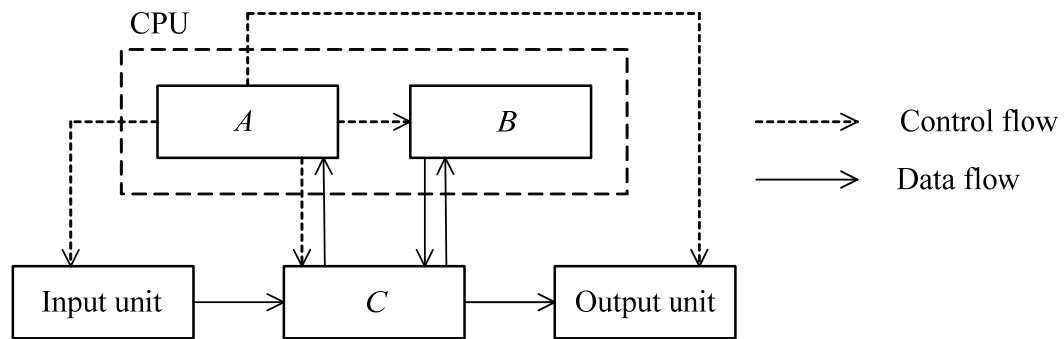 CPU
A
B
Control flow
Data flow
Input unit
C
Output unit